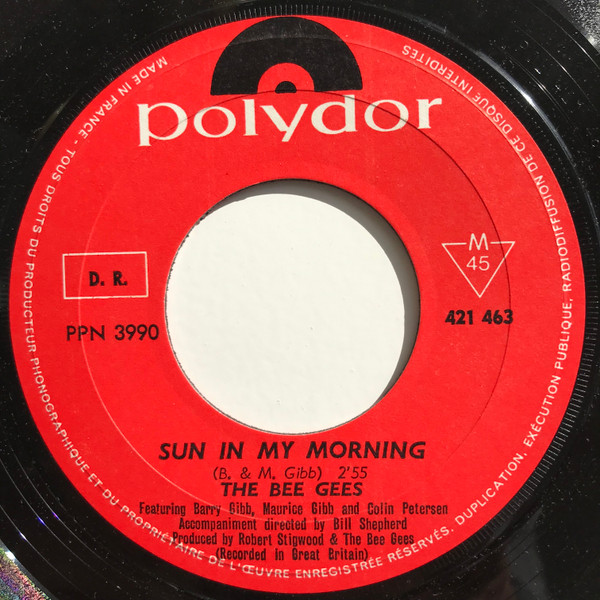 polydor
MADE IN FRANCE - TOUS DROITS DU PRODUCTEUR PHONOGRAPHIQUE ET DU PROPRIÉTAIRE DE L'ŒUVRE ENREGISTRÉE RÉSERVÉS. DUPLICATION, EXÉCUTION PUBLIQUE, RADIODIFFUSION DE CE DISQUE INTERDITES
D. R.
PPN 3990
M
45
421 463
SUN IN MY MORNING
(B. & M. Gibb) 2'55
THE BEE GEES
Featuring Barry Gibb, Maurice Gibb and Colin Petersen
Accompaniment directed by Bill Shepherd
Produced by Robert Stigwood & The Bee Gees
(Recorded in Great Britain)